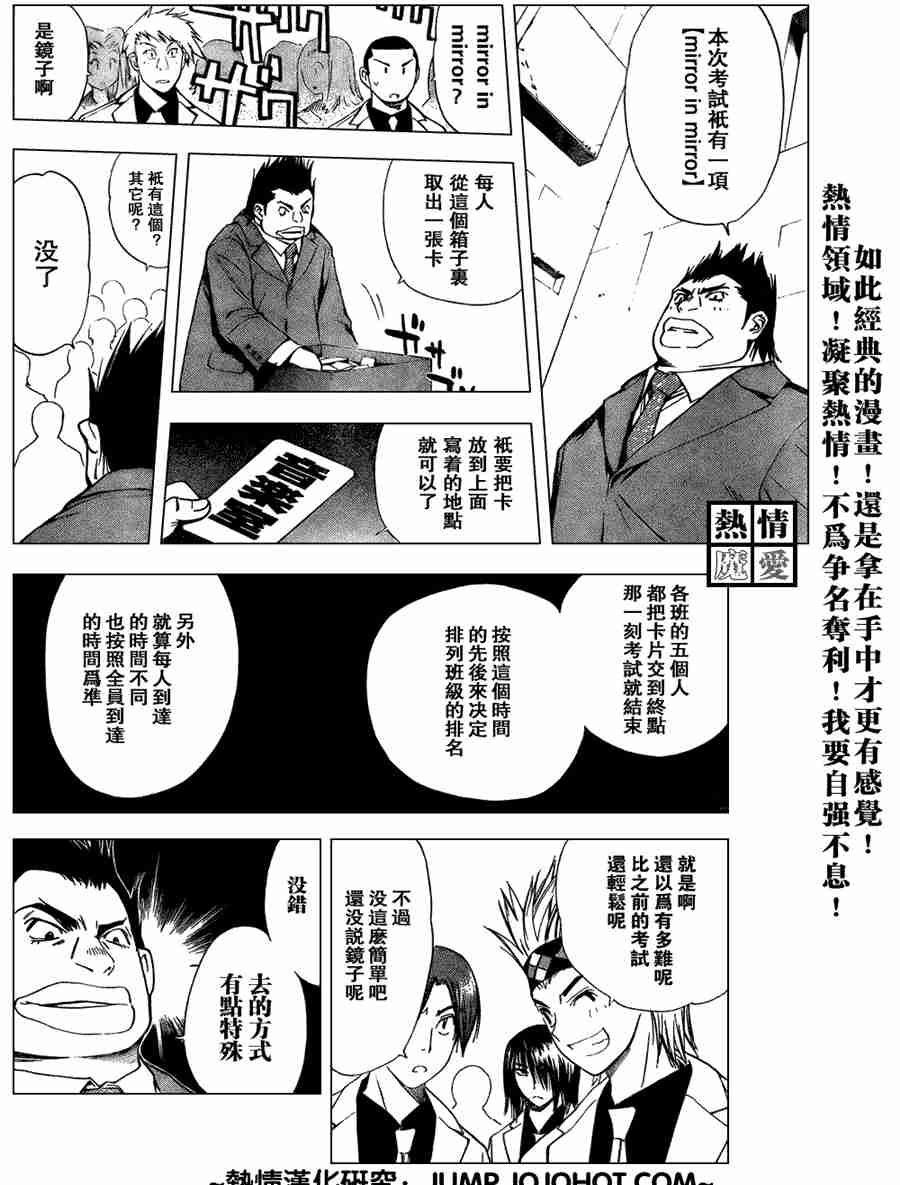 本次考試衹有一項
【mirror in mirror】
mirror in
mirror？
ザワ
ザワ
是鏡子啊
每人
從這個箱子裏
取出一張卡
衹有這個？
其它呢？
没了
衹要把卡
放到上面
寫着的地點
就可以了
音樂室
各班的五個人
都把卡片交到終點
那一刻考試就結束
按照這個時間
的先後來决定
排列班級的排名
另外
就算每人到達
的時間不同
也按照全員到達
的時間爲準
就是啊
還以爲有多難呢
比之前的考試
還輕鬆呢
不過
没這麽簡單吧
還没説鏡子呢
没錯
去的方式
有點特殊
如此經典的漫畫！還是拿在手中才更有感覺！
熱情領域！凝聚熱情！不爲争名奪利！我要自强不息！
熱情
魔愛
~熱情漢化研究：JUMP.JOJOHOT.COM~